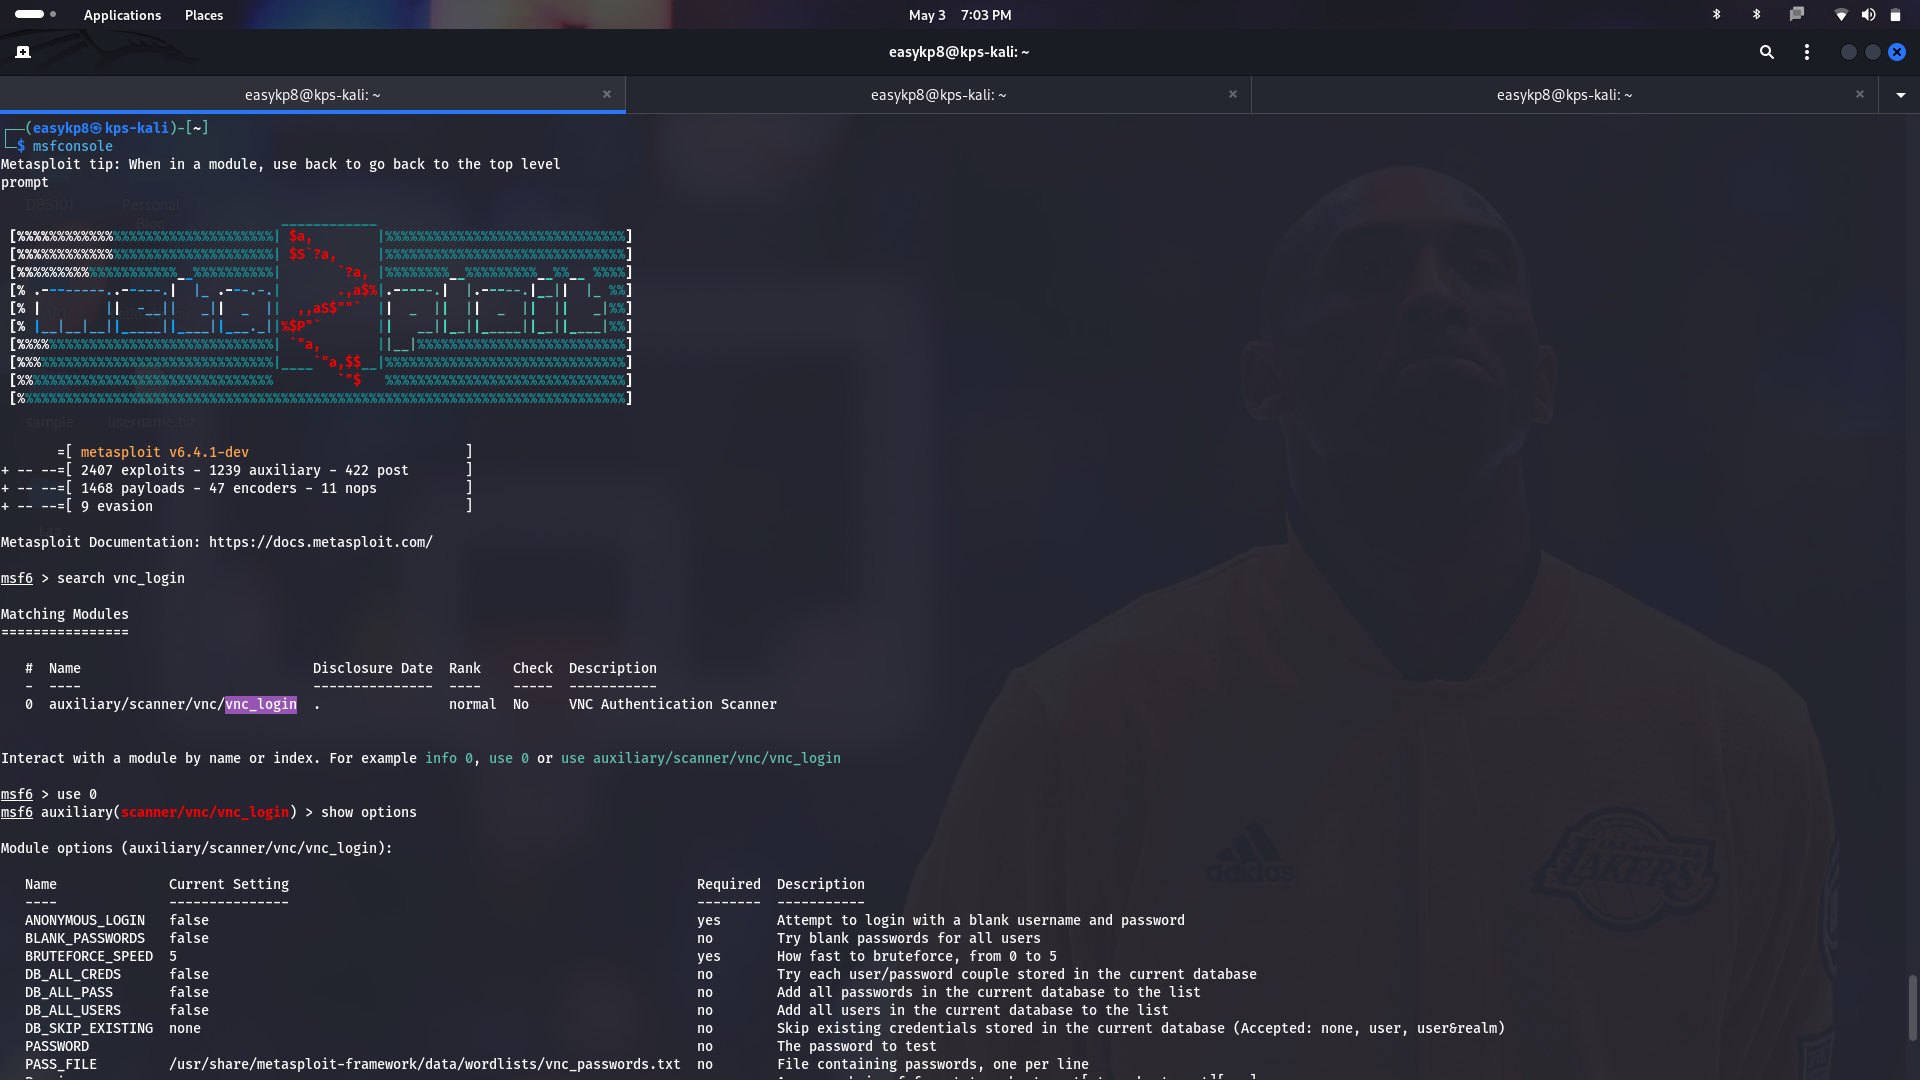 Applications Places May 3 7:03 PM
easykp8@kps-kali: ~
easykp8@kps-kali: ~ × easykp8@kps-kali: ~ × easykp8@kps-kali: ~ ×
┌──(easykp8㉿kps-kali)-[~]
└─$ msfconsole
Metasploit tip: When in a module, use back to go back to the top level
prompt
DBS101 Personal
Blog
sample username.txt
=[ metasploit v6.4.1-dev ]
+ -- --=[ 2407 exploits - 1239 auxiliary - 422 post ]
+ -- --=[ 1468 payloads - 47 encoders - 11 nops ]
+ -- --=[ 9 evasion ]
Metasploit Documentation: https://docs.metasploit.com/
msf6 > search vnc_login
Matching Modules
================
# Name Disclosure Date Rank Check Description
- ---- --------------- ---- ----- -----------
0 auxiliary/scanner/vnc/vnc_login . normal No VNC Authentication Scanner
Interact with a module by name or index. For example info 0, use 0 or use auxiliary/scanner/vnc/vnc_login
msf6 > use 0
msf6 auxiliary(scanner/vnc/vnc_login) > show options
Module options (auxiliary/scanner/vnc/vnc_login):
Name Current Setting Required Description
---- --------------- -------- -----------
ANONYMOUS_LOGIN false yes Attempt to login with a blank username and password
BLANK_PASSWORDS false no Try blank passwords for all users
BRUTEFORCE_SPEED 5 yes How fast to bruteforce, from 0 to 5
DB_ALL_CREDS false no Try each user/password couple stored in the current database
DB_ALL_PASS false no Add all passwords in the current database to the list
DB_ALL_USERS false no Add all users in the current database to the list
DB_SKIP_EXISTING none no Skip existing credentials stored in the current database (Accepted: none, user, user&realm)
PASSWORD no The password to test
PASS_FILE /usr/share/metasploit-framework/data/wordlists/vnc_passwords.txt no File containing passwords, one per line
adidas
LOS ANGELES
LAKERS